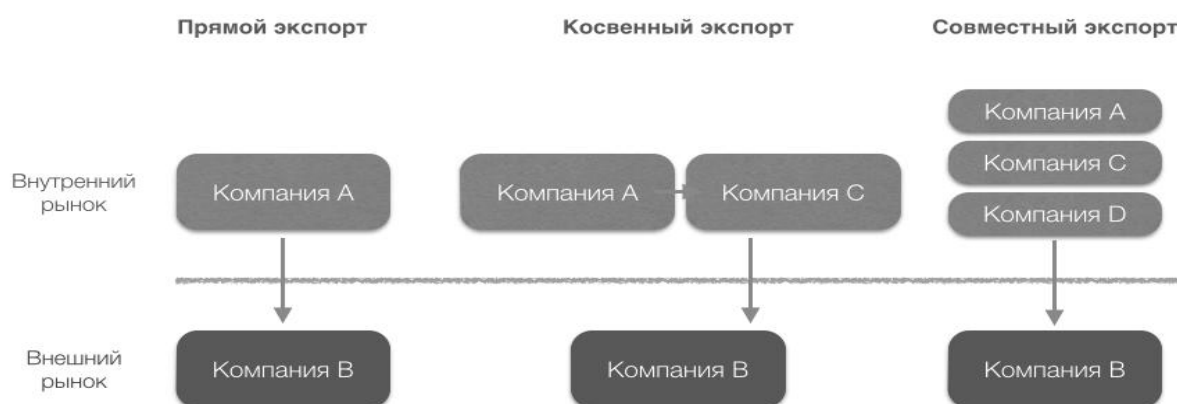 Прямой экспорт
Косвенный экспорт
Совместный экспорт
Внутренний
рынок
Компания A
Компания A
Компания C
Компания A
Компания C
Компания D
Внешний
рынок
Компания B
Компания B
Компания B